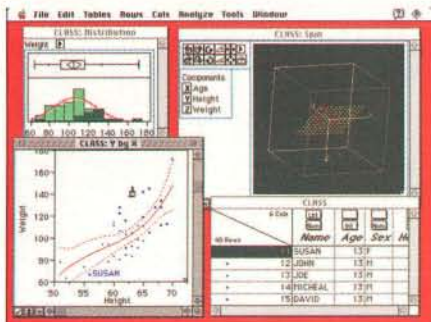 File Edit Tables Rows Cols Analyze Tools Window
CLASS: Distribution
Weight
60 80 100 120 140 160 180
CLASS: Spin
Components
X Age
Y Height
Z Weight
CLASS: Y by X
160
140
120
100
80
60
Weight
SUSAN
50 55 60 65 70
Height
CLASS
6 Cols
40 Rows
Name Age Sex
11 SUSAN 13 F
12 JOHN 13 M
13 JOE 13 M
14 MICHEAL 13 M
15 DAVID 13 M